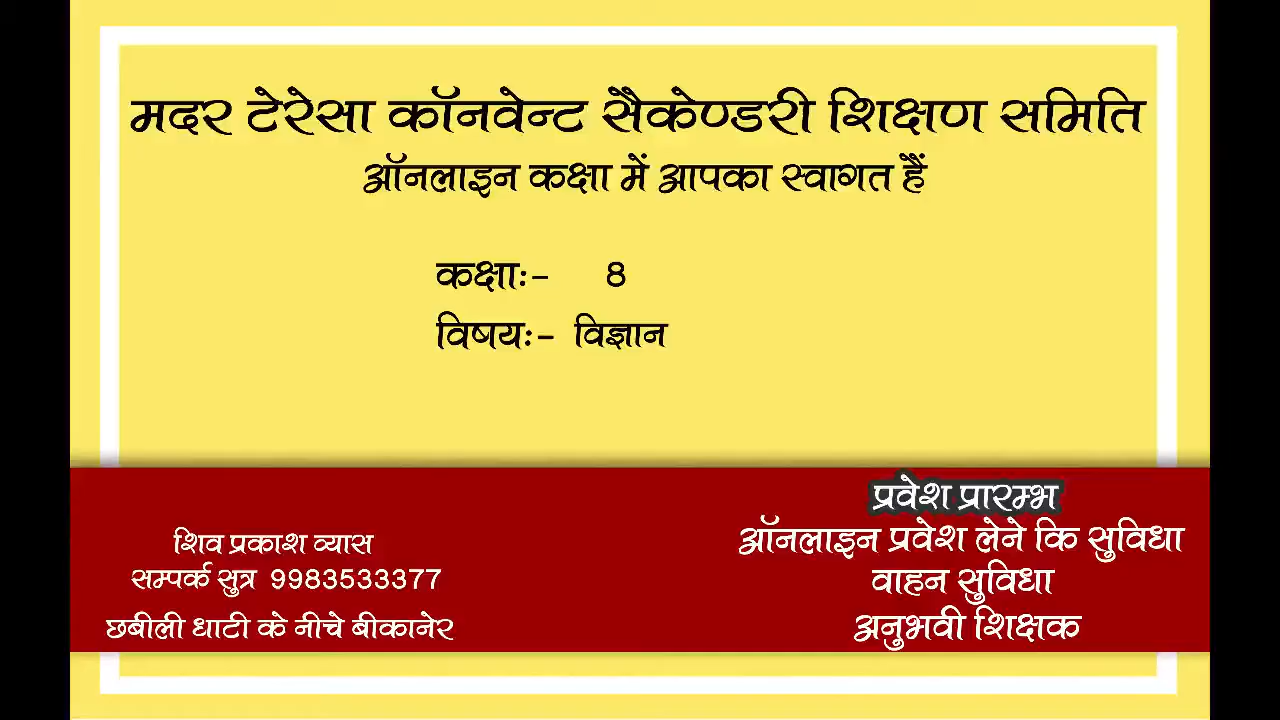 मदर टेरेसा कॉनवेन्ट सैकेण्डरी शिक्षण समिति
ऑनलाइन कक्षा में आपका स्वागत हैं
कक्षाः- 8
विषयः- विज्ञान
प्रवेश प्रारम्भ
ऑनलाइन प्रवेश लेने कि सुविधा
वाहन सुविधा
अनुभवी शिक्षक
शिव प्रकाश व्यास
सम्पर्क सुत्र 9983533377
छबीली धाटी के नीचे बीकानेर